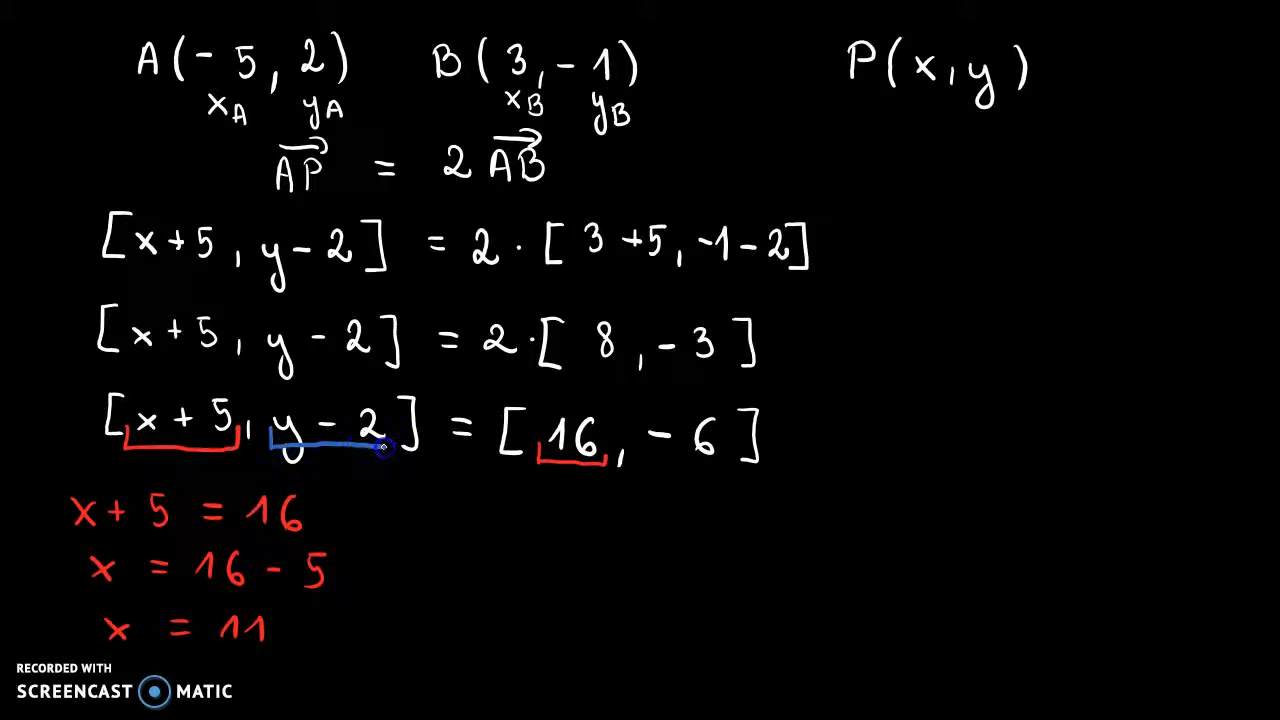 A(-5, 2) B(3, -1) P(x, y)
xA yA xB yB
AP = 2 AB
[x+5, y-2] = 2 · [3+5, -1-2]
[x+5, y-2] = 2 · [8, -3]
[x+5, y-2] = [16, -6]
x+5 = 16
x = 16 - 5
x = 11
RECORDED WITH
SCREENCAST MATIC